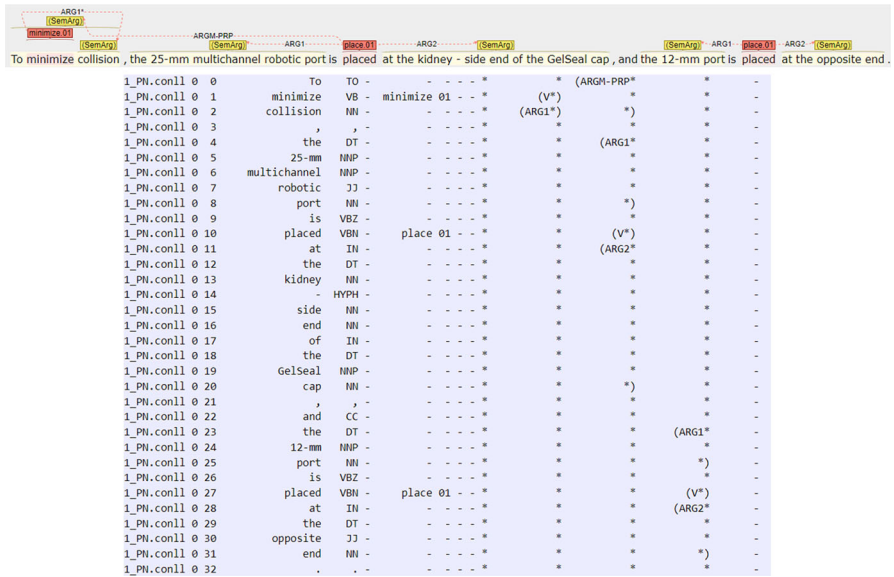 ARG1*
(SemArg)
minimize.01
(SemArg)
ARGM-PRP
(SemArg)
ARG1
place.01
ARG2
(SemArg)
(SemArg)
ARG1
place.01
ARG2
(SemArg)
To minimize collision , the 25-mm multichannel robotic port is placed at the kidney - side end of the GelSeal cap , and the 12-mm port is placed at the opposite end .
1_PN.conll 0 0 To TO - - - - - * * (ARGM-PRP* * -
1_PN.conll 0 1 minimize VB - minimize 01 - - * (V*) * * -
1_PN.conll 0 2 collision NN - - - - - * (ARG1*) *) * -
1_PN.conll 0 3 , , - - - - - * * * * -
1_PN.conll 0 4 the DT - - - - - * * (ARG1* * -
1_PN.conll 0 5 25-mm NNP - - - - - * * * * -
1_PN.conll 0 6 multichannel NNP - - - - - * * * * -
1_PN.conll 0 7 robotic JJ - - - - - * * * * -
1_PN.conll 0 8 port NN - - - - - * * *) * -
1_PN.conll 0 9 is VBZ - - - - - * * * * -
1_PN.conll 0 10 placed VBN - place 01 - - * * (V*) * -
1_PN.conll 0 11 at IN - - - - - * * (ARG2* * -
1_PN.conll 0 12 the DT - - - - - * * * * -
1_PN.conll 0 13 kidney NN - - - - - * * * * -
1_PN.conll 0 14 - HYPH - - - - - * * * * -
1_PN.conll 0 15 side NN - - - - - * * * * -
1_PN.conll 0 16 end NN - - - - - * * * * -
1_PN.conll 0 17 of IN - - - - - * * * * -
1_PN.conll 0 18 the DT - - - - - * * * * -
1_PN.conll 0 19 GelSeal NNP - - - - - * * * * -
1_PN.conll 0 20 cap NN - - - - - * * *) * -
1_PN.conll 0 21 , , - - - - - * * * * -
1_PN.conll 0 22 and CC - - - - - * * * * -
1_PN.conll 0 23 the DT - - - - - * * * (ARG1* -
1_PN.conll 0 24 12-mm NNP - - - - - * * * * -
1_PN.conll 0 25 port NN - - - - - * * * *) -
1_PN.conll 0 26 is VBZ - - - - - * * * * -
1_PN.conll 0 27 placed VBN - place 01 - - * * * (V*) -
1_PN.conll 0 28 at IN - - - - - * * * (ARG2* -
1_PN.conll 0 29 the DT - - - - - * * * * -
1_PN.conll 0 30 opposite JJ - - - - - * * * * -
1_PN.conll 0 31 end NN - - - - - * * * *) -
1_PN.conll 0 32 . . - - - - - * * * * -